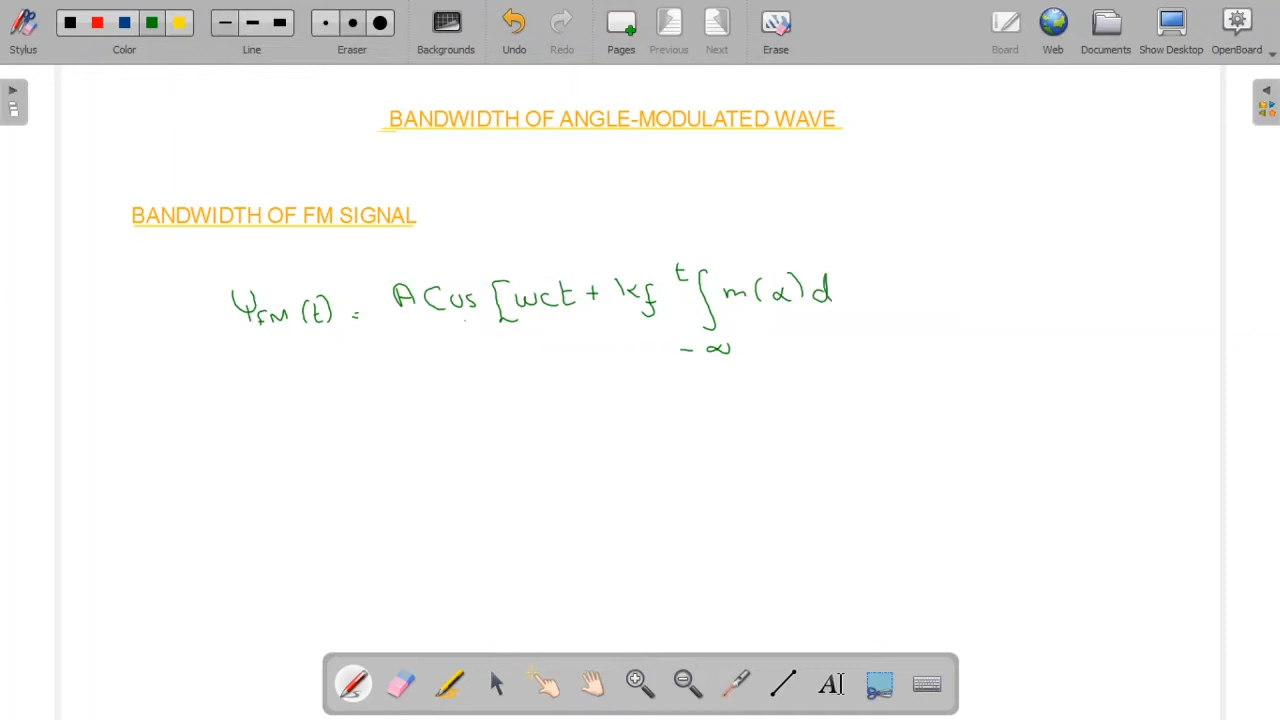 Stylus Color Line Eraser Backgrounds Undo Redo Pages Previous Next Erase Board Web Documents Show Desktop OpenBoard
BANDWIDTH OF ANGLE-MODULATED WAVE
BANDWIDTH OF FM SIGNAL
ΨFM(t) = A Cos [wct + kf ∫ t -∞ m(α) d